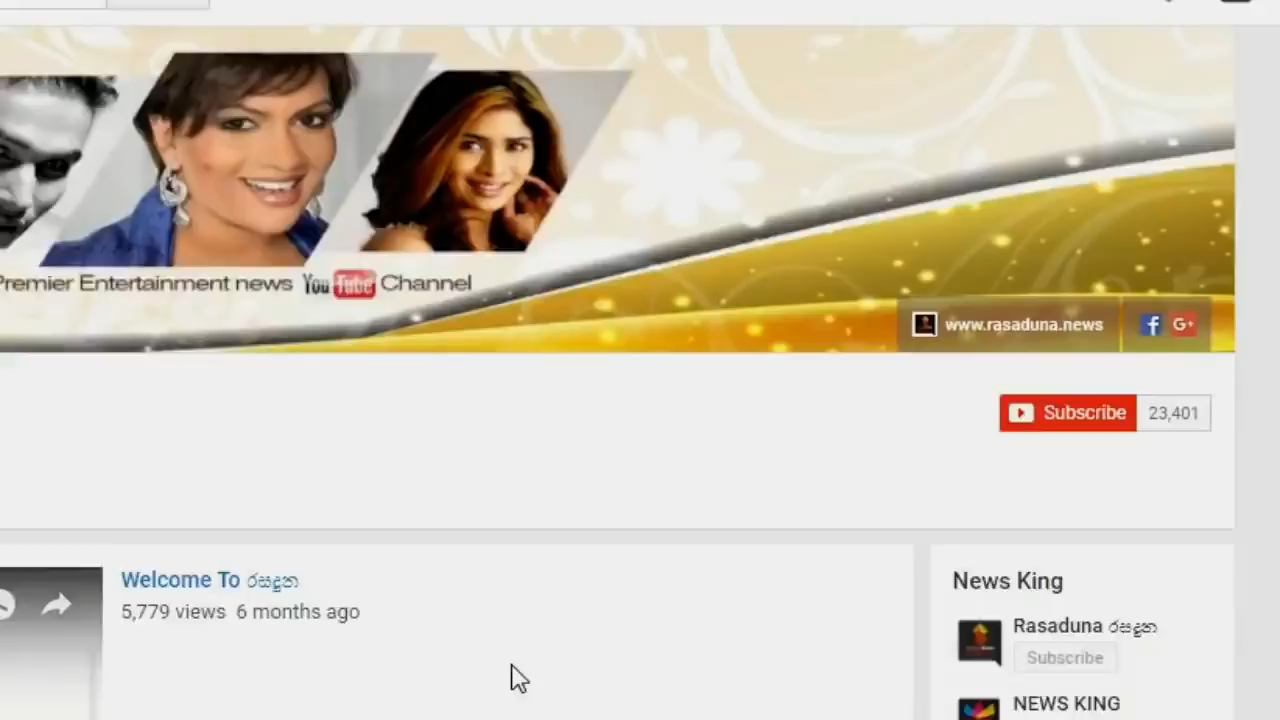 Premier Entertainment news YouTube Channel
www.rasaduna.news
f G+
Subscribe 23,401
Welcome To රසදුන
5,779 views 6 months ago
News King
Rasaduna රසදුන
Subscribe
NEWS KING